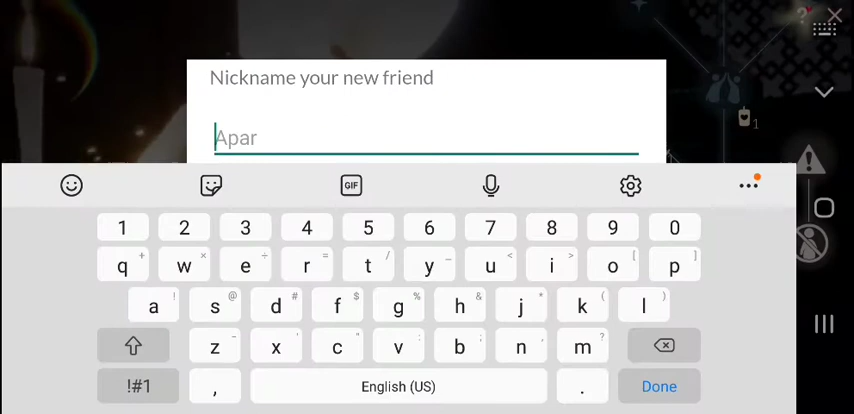 ?
Nickname your new friend
Apar
1
GIF
1 2 3 4 5 6 7 8 9 0
q + w × e ÷ r = t / y _ u < i > o [ p ]
a ! s @ d # f $ g % h & j * k ( l )
z - x ' c " v : b ; n , m ?
!#1 , English (US) . Done